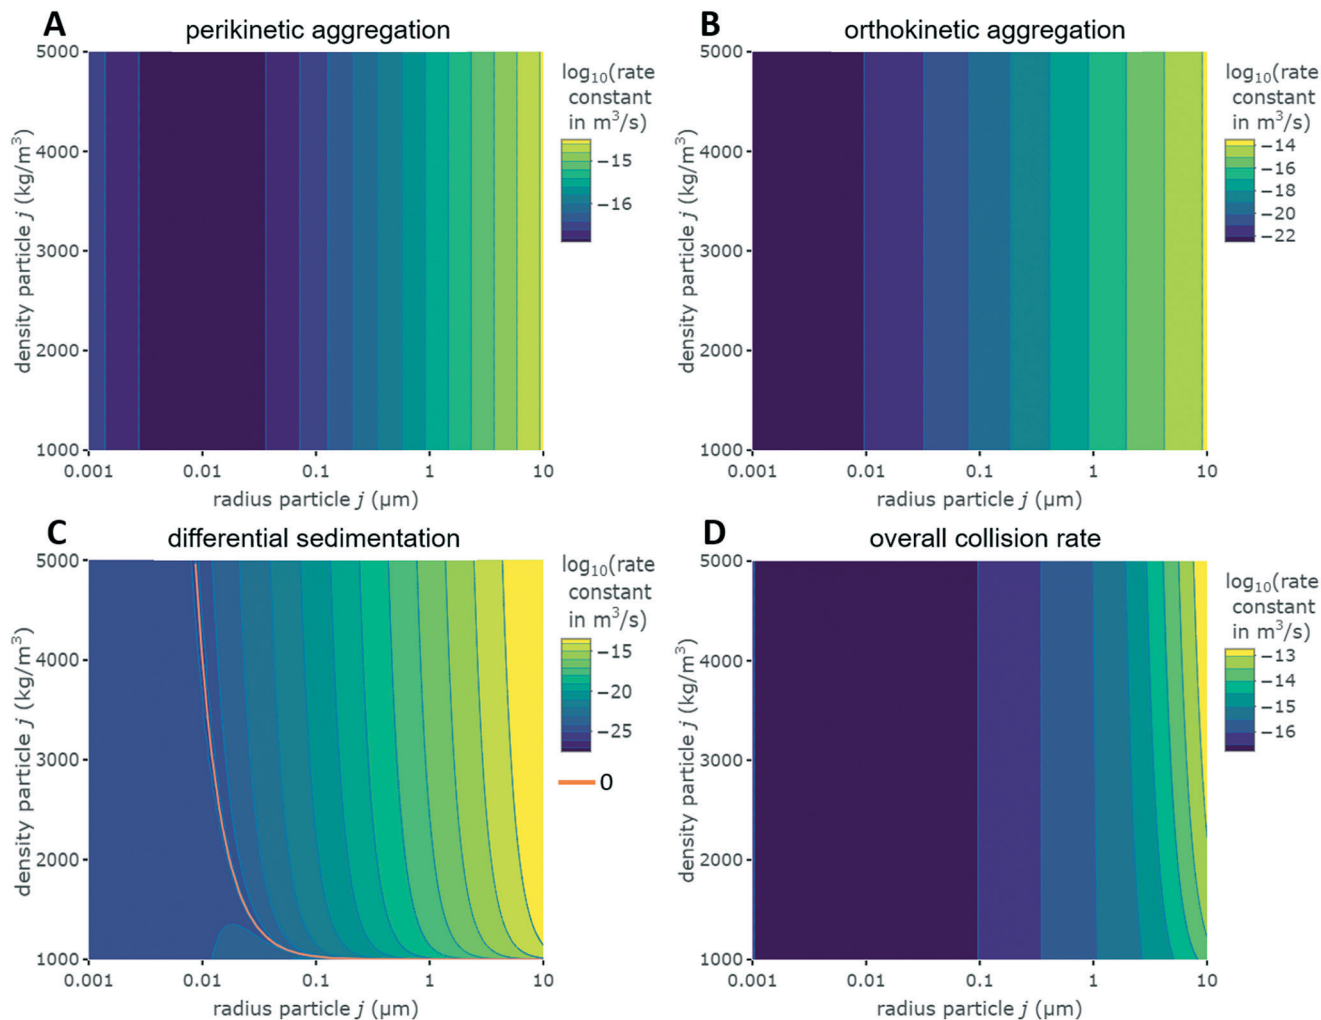 A
perikinetic aggregation
5000
4000
3000
2000
1000
density particle j (kg/m³)
0.001 0.01 0.1 1 10
radius particle j (µm)
log₁₀(rate
constant
in m³/s)
−15
−16
B
orthokinetic aggregation
5000
4000
3000
2000
1000
density particle j (kg/m³)
0.001 0.01 0.1 1 10
radius particle j (µm)
log₁₀(rate
constant
in m³/s)
−14
−16
−18
−20
−22
C
differential sedimentation
5000
4000
3000
2000
1000
density particle j (kg/m³)
0.001 0.01 0.1 1 10
radius particle j (µm)
log₁₀(rate
constant
in m³/s)
−15
−20
−25
0
D
overall collision rate
5000
4000
3000
2000
1000
density particle j (kg/m³)
0.001 0.01 0.1 1 10
radius particle j (µm)
log₁₀(rate
constant
in m³/s)
−13
−14
−15
−16